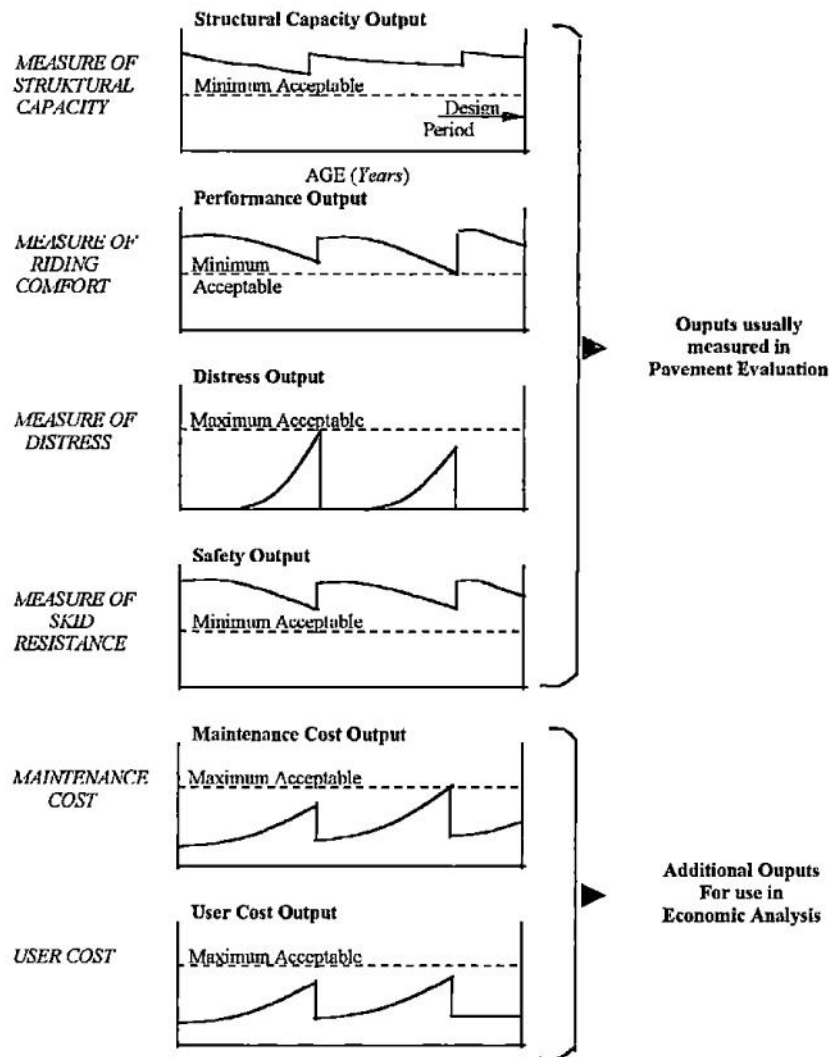 Structural Capacity Output
MEASURE OF
STRUKTURAL
CAPACITY
Minimum Acceptable
Design
Period
AGE (Years)
Performance Output
MEASURE OF
RIDING
COMFORT
Minimum
Acceptable
Distress Output
MEASURE OF
DISTRESS
Maximum Acceptable
Safety Output
MEASURE OF
SKID
RESISTANCE
Minimum Acceptable
Ouputs usually
measured in
Pavement Evaluation
Maintenance Cost Output
MAINTENANCE
COST
Maximum Acceptable
User Cost Output
USER COST
Maximum Acceptable
Additional Ouputs
For use in
Economic Analysis